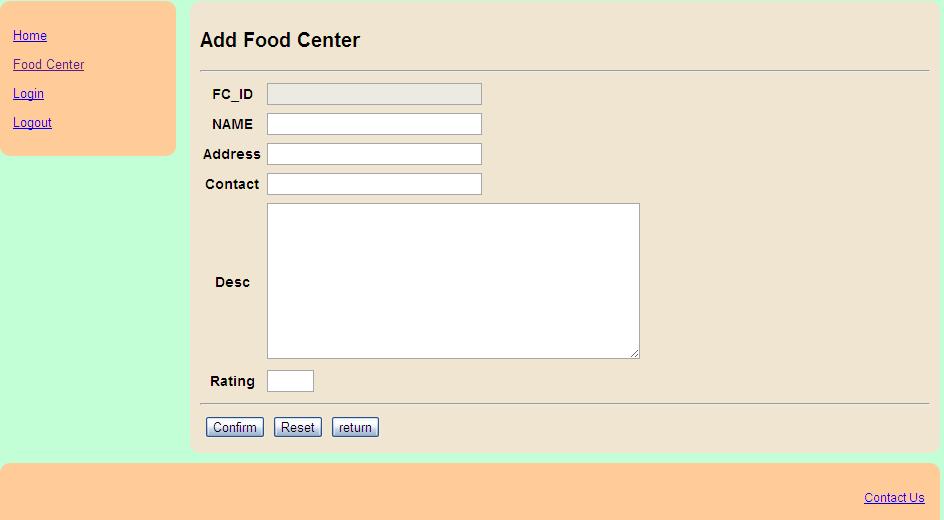 Home
Food Center
Login
Logout
Add Food Center
FC_ID
NAME
Address
Contact
Desc
Rating
Confirm Reset return
Contact Us